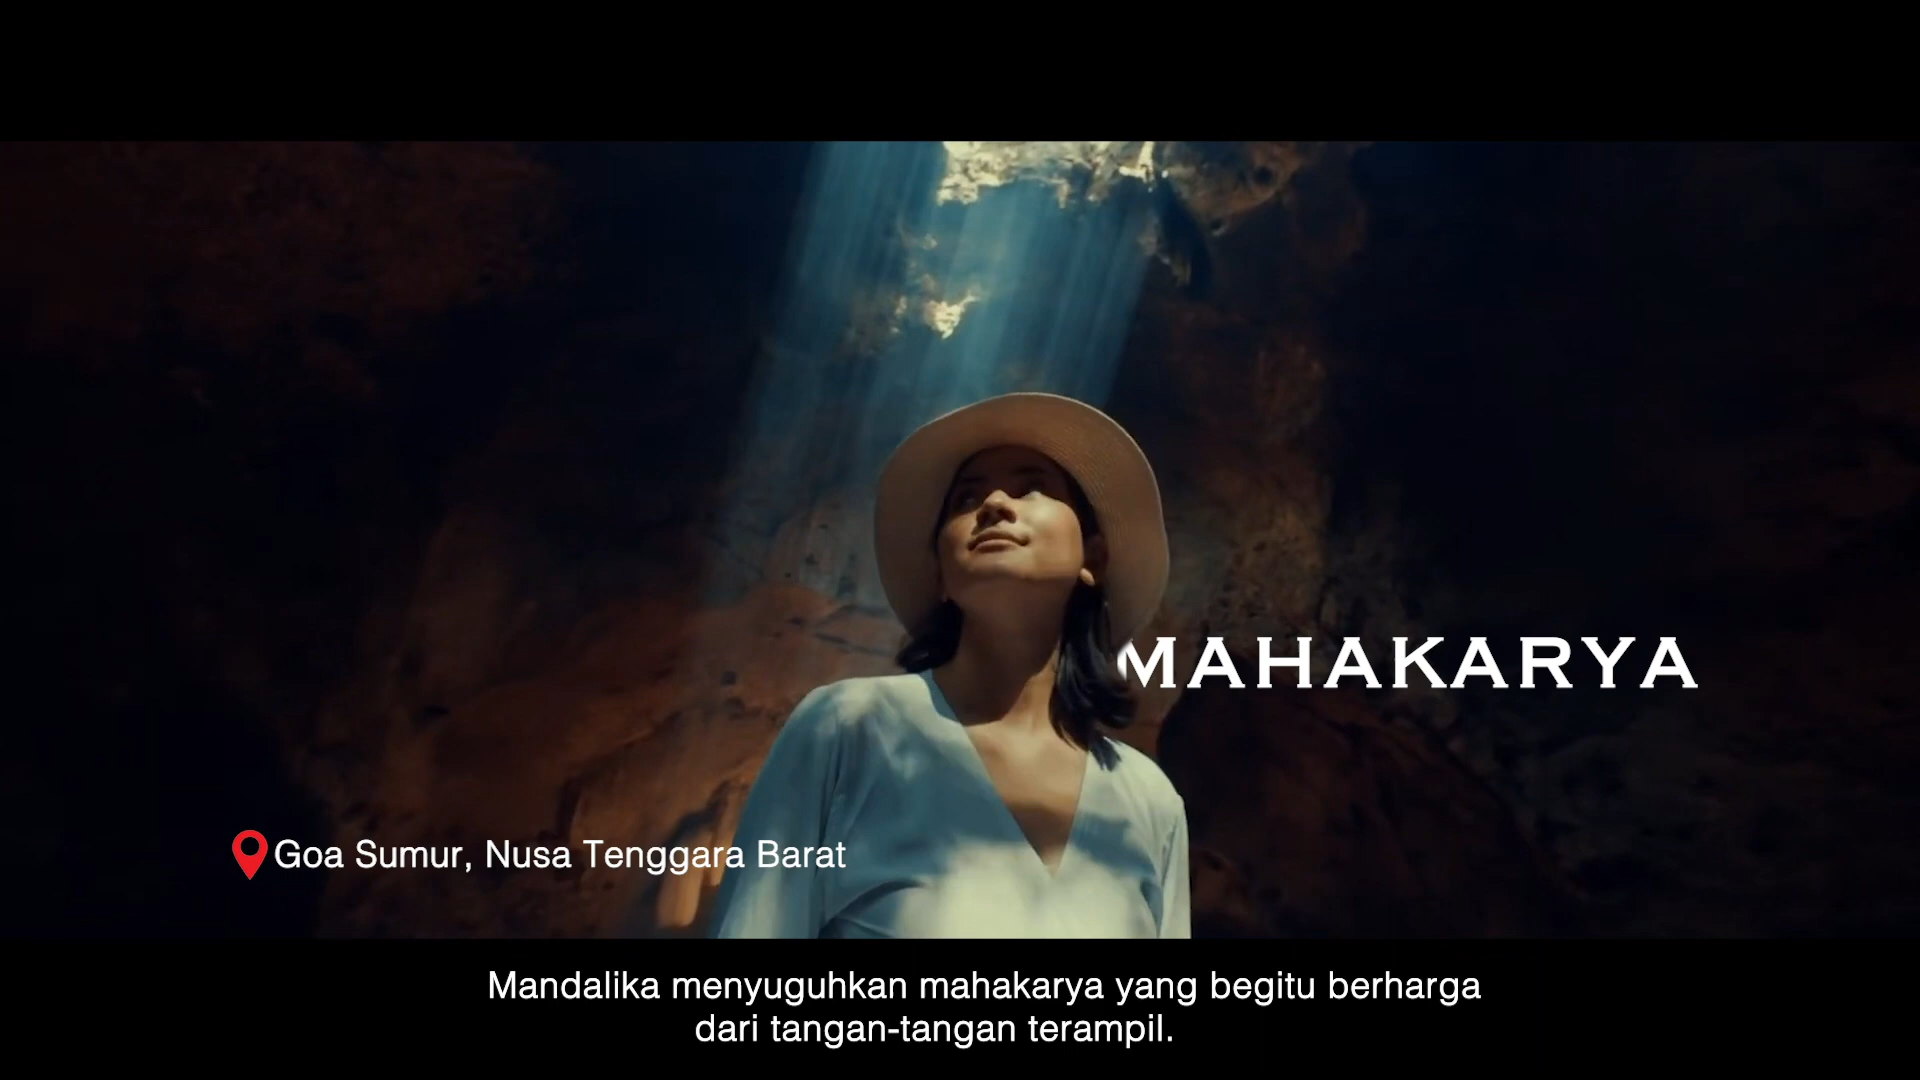 MAHAKARYA
Goa Sumur, Nusa Tenggara Barat
Mandalika menyuguhkan mahakarya yang begitu berharga
dari tangan-tangan terampil.